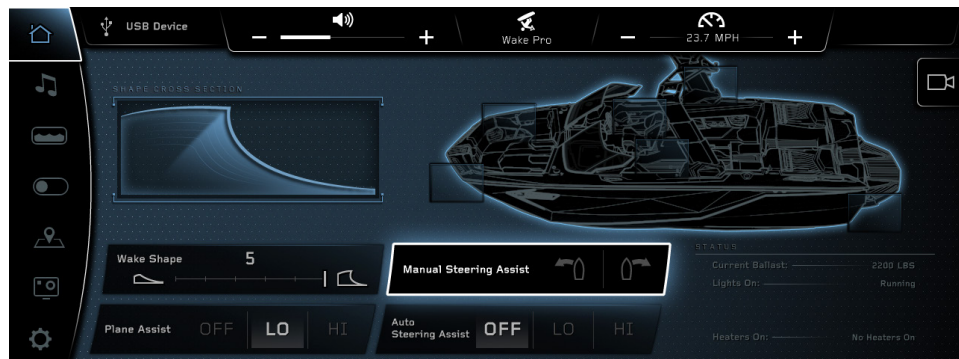 USB Device
Wake Pro
23.7 MPH
SHAPE CROSS SECTION
Wake Shape 5
Manual Steering Assist
Plane Assist OFF LO HI
Auto
Steering Assist OFF LO HI
STATUS
Current Ballast: 2200 LBS
Lights On: Running
Heaters On: No Heaters On